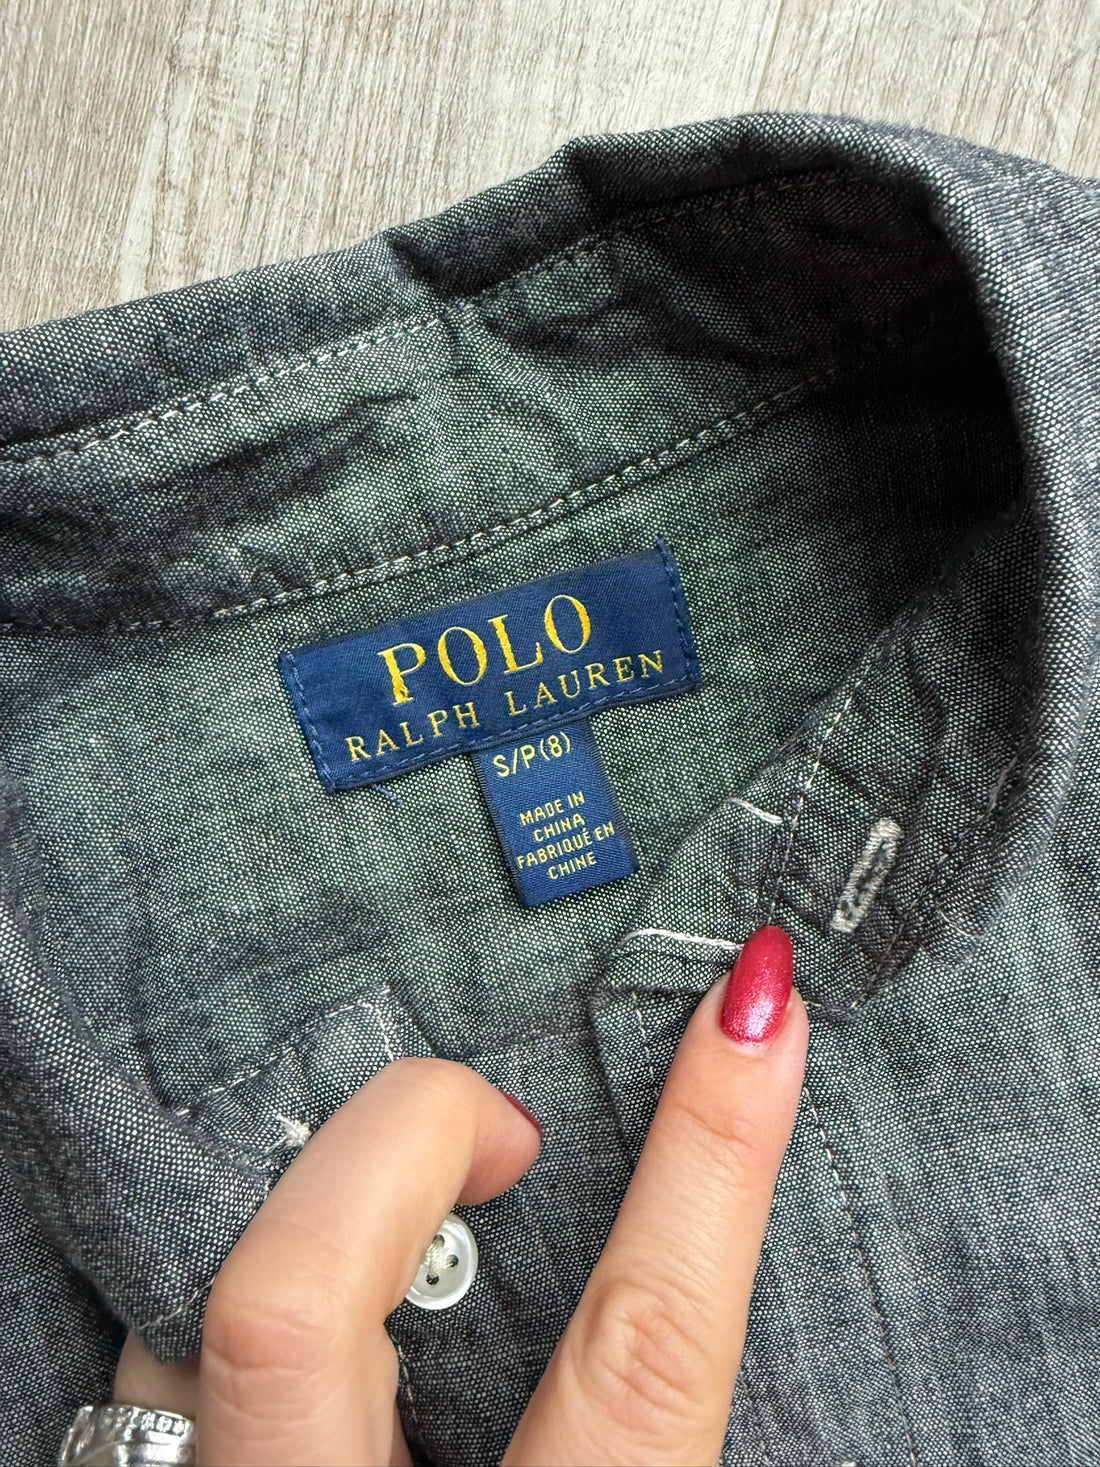 POLO
RALPH LAUREN
S/P(8)
MADE IN
CHINA
FABRIQUÉ EN
CHINE